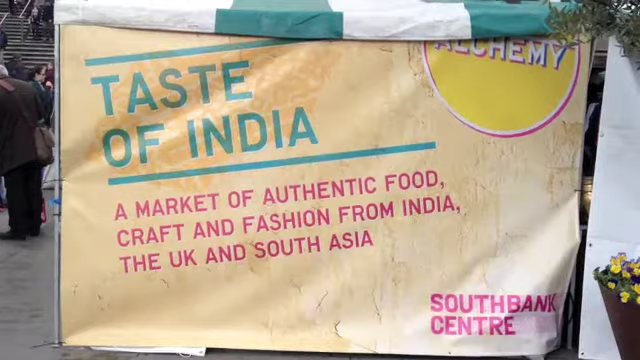 ALCHEMY
TASTE
OF INDIA
A MARKET OF AUTHENTIC FOOD,
CRAFT AND FASHION FROM INDIA,
THE UK AND SOUTH ASIA
SOUTHBANK
CENTRE